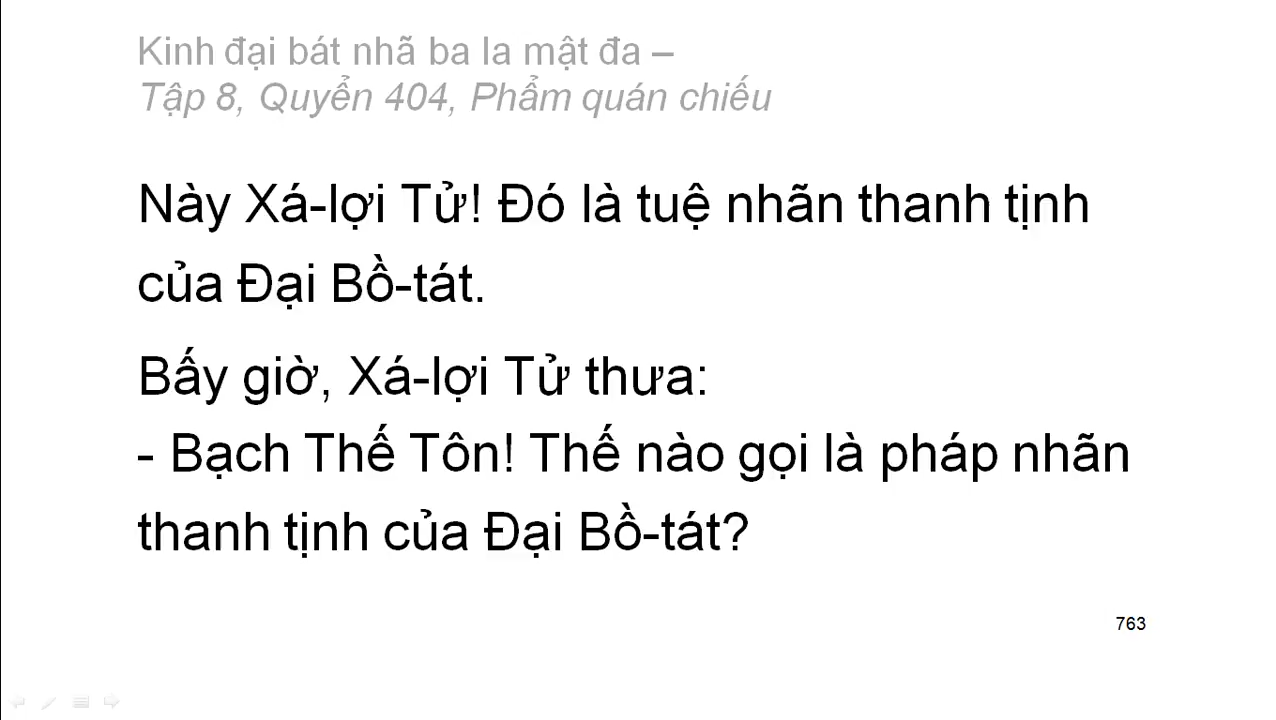 Kinh đại bát nhã ba la mật đa –
Tập 8, Quyển 404, Phẩm quán chiếu
Này Xá-lợi Tử! Đó là tuệ nhãn thanh tịnh
của Đại Bồ-tát.
Bấy giờ, Xá-lợi Tử thưa:
- Bạch Thế Tôn! Thế nào gọi là pháp nhãn
thanh tịnh của Đại Bồ-tát?
763